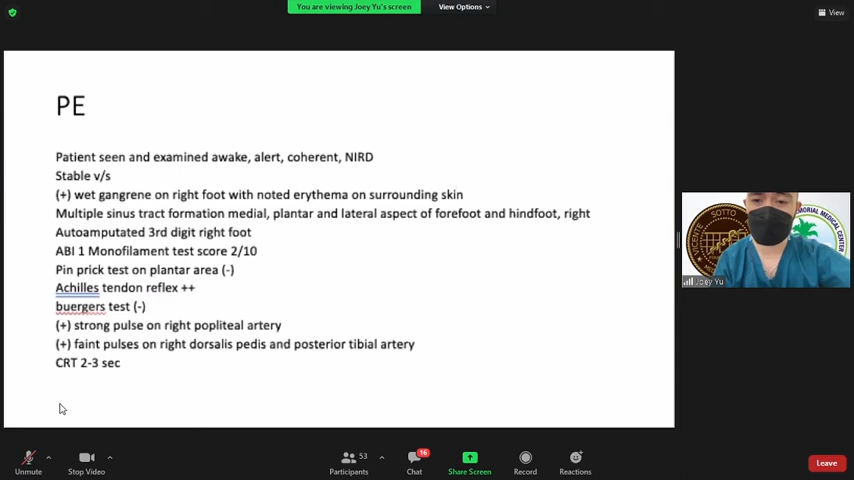 You are viewing Joey Yu's screen
View Options
View
PE
Patient seen and examined awake, alert, coherent, NIRD
Stable v/s
(+) wet gangrene on right foot with noted erythema on surrounding skin
Multiple sinus tract formation medial, plantar and lateral aspect of forefoot and hindfoot, right
Autoamputated 3rd digit right foot
ABI 1 Monofilament test score 2/10
Pin prick test on plantar area (-)
Achilles tendon reflex ++
buergers test (-)
(+) strong pulse on right popliteal artery
(+) faint pulses on right dorsalis pedis and posterior tibial artery
CRT 2-3 sec
VICENTE SOTTO
MORIAL MEDICAL CENTER
Joey Yu
Unmute
Stop Video
53
Participants
16
Chat
Share Screen
Record
Reactions
Leave